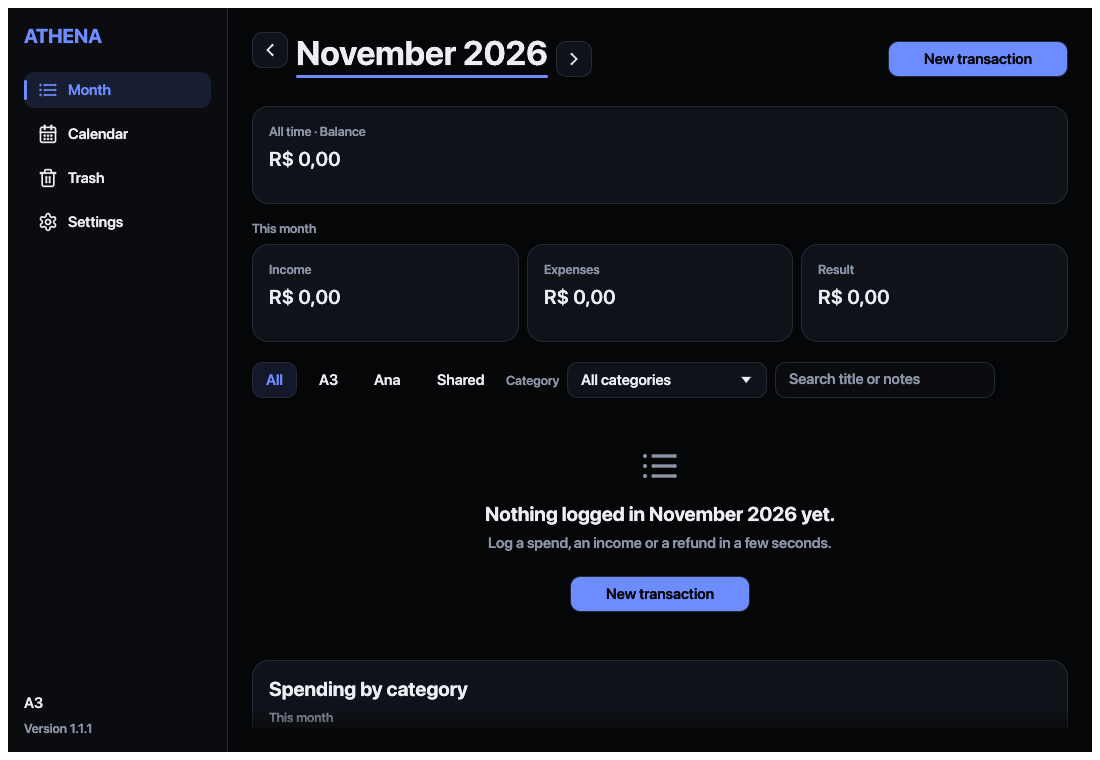 ATHENA
Month
Calendar
Trash
Settings
A3
Version 1.1.1
November 2026
New transaction
All time · Balance
R$ 0,00
This month
Income
R$ 0,00
Expenses
R$ 0,00
Result
R$ 0,00
All
A3
Ana
Shared
Category
All categories
Search title or notes
Nothing logged in November 2026 yet.
Log a spend, an income or a refund in a few seconds.
New transaction
Spending by category
This month